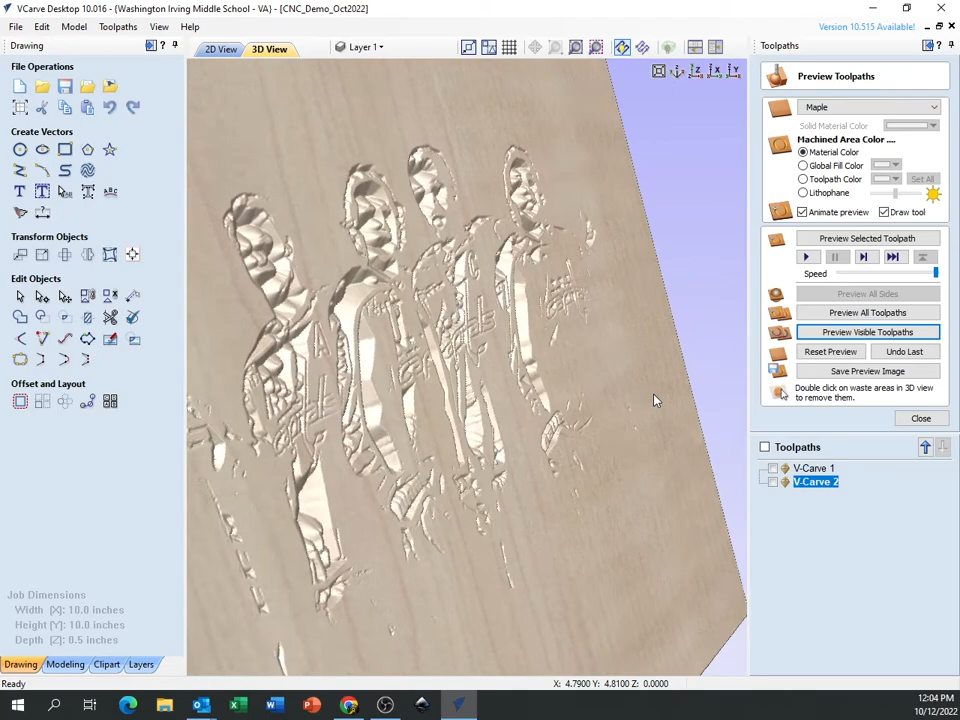 VCarve Desktop 10.016 - {Washington Irving Middle School - VA} - [CNC_Demo_Oct2022]
File Edit Model Toolpaths View Help
Version 10.515 Available!
Drawing
2D View
3D View
Layer 1
Toolpaths
File Operations
Create Vectors
Transform Objects
Edit Objects
Offset and Layout
Job Dimensions
Width [X]: 10.0 inches
Height [Y]: 10.0 inches
Depth [Z]: 0.5 inches
Drawing Modeling Clipart Layers
Ready
X: 4.7900 Y: 4.8100 Z: 0.0000
Preview Toolpaths
Maple
Solid Material Color
Machined Area Color ....
Material Color
Global Fill Color
Toolpath Color
Set All
Lithophane
Animate preview
Draw tool
Preview Selected Toolpath
Speed
Preview All Sides
Preview All Toolpaths
Preview Visible Toolpaths
Reset Preview
Undo Last
Save Preview Image
Double click on waste areas in 3D view
to remove them.
Close
Toolpaths
V-Carve 1
V-Carve 2
12:04 PM
10/12/2022